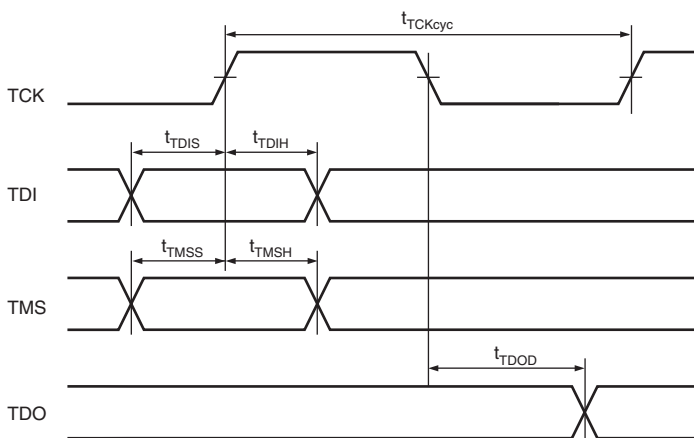 tTCKcyc
TCK
tTDIS tTDIH
TDI
tTMSS tTMSH
TMS
tTDOD
TDO